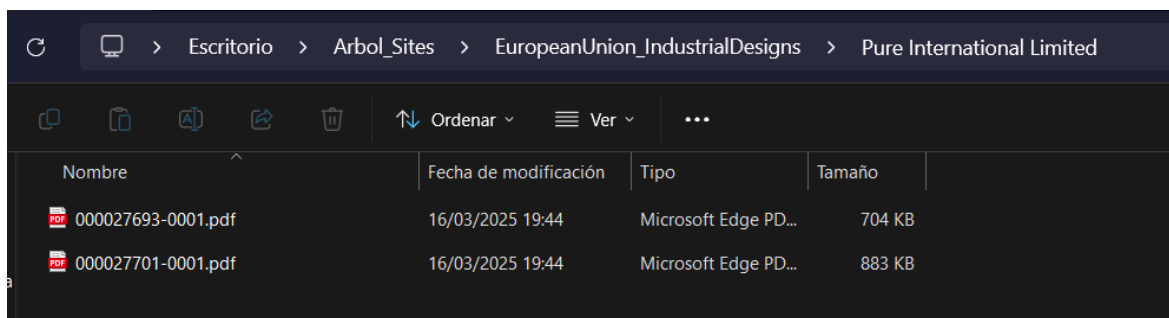 Escritorio > Arbol_Sites > EuropeanUnion_IndustrialDesigns > Pure International Limited
Ordenar Ver ...
Nombre Fecha de modificación Tipo Tamaño
PDF 000027693-0001.pdf 16/03/2025 19:44 Microsoft Edge PD... 704 KB
PDF 000027701-0001.pdf 16/03/2025 19:44 Microsoft Edge PD... 883 KB
a